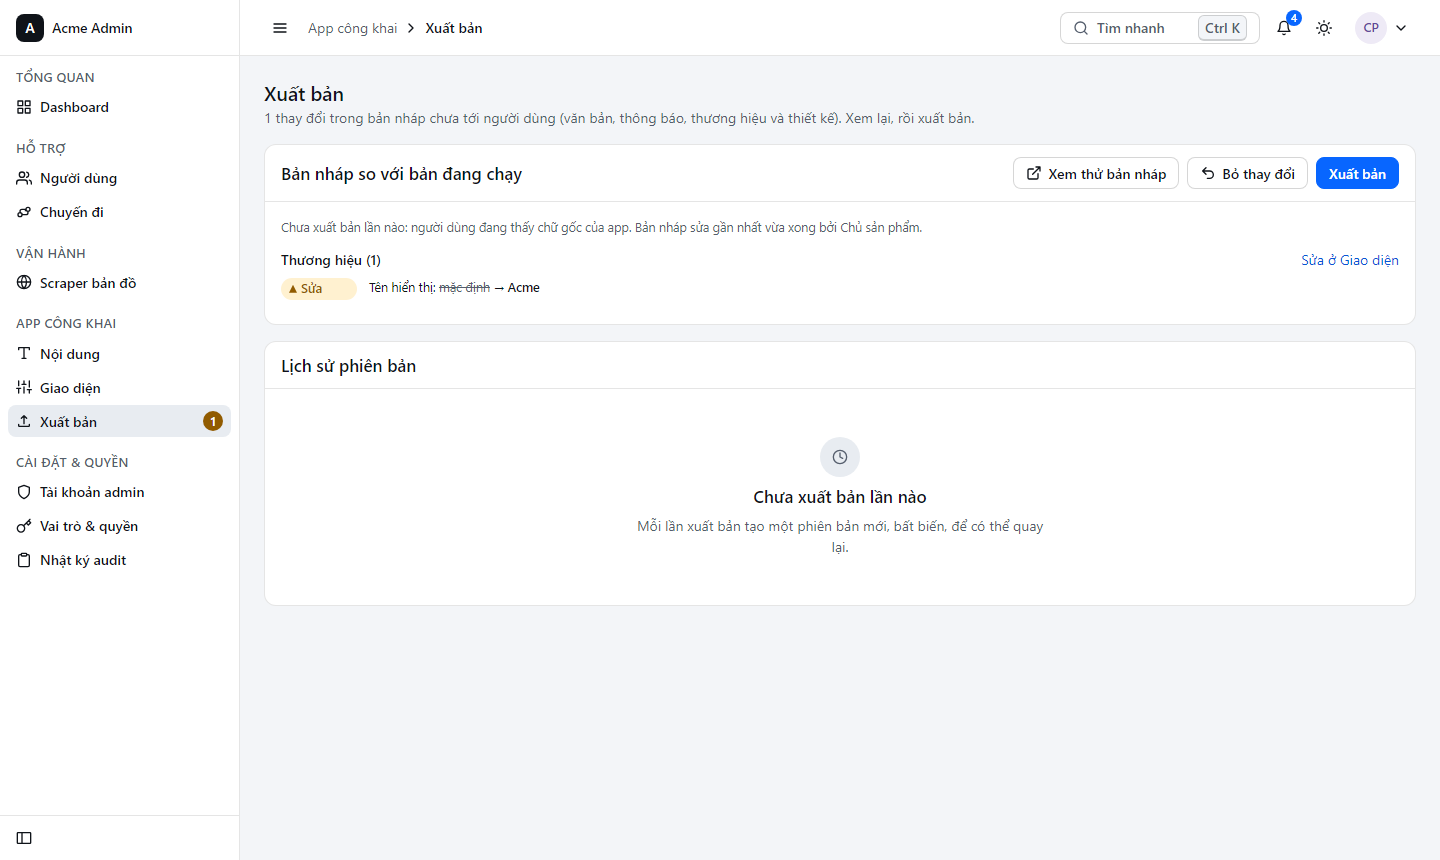 A Acme Admin
App công khai > Xuất bản
Tìm nhanh Ctrl K
4
CP
TỔNG QUAN
Dashboard
HỖ TRỢ
Người dùng
Chuyến đi
VẬN HÀNH
Scraper bản đồ
APP CÔNG KHAI
Nội dung
Giao diện
Xuất bản 1
CÀI ĐẶT & QUYỀN
Tài khoản admin
Vai trò & quyền
Nhật ký audit
Xuất bản
1 thay đổi trong bản nháp chưa tới người dùng (văn bản, thông báo, thương hiệu và thiết kế). Xem lại, rồi xuất bản.
Bản nháp so với bản đang chạy
Xem thử bản nháp
Bỏ thay đổi
Xuất bản
Chưa xuất bản lần nào: người dùng đang thấy chữ gốc của app. Bản nháp sửa gần nhất vừa xong bởi Chủ sản phẩm.
Thương hiệu (1)
Sửa ở Giao diện
▲ Sửa Tên hiển thị: mặc định → Acme
Lịch sử phiên bản
Chưa xuất bản lần nào
Mỗi lần xuất bản tạo một phiên bản mới, bất biến, để có thể quay
lại.